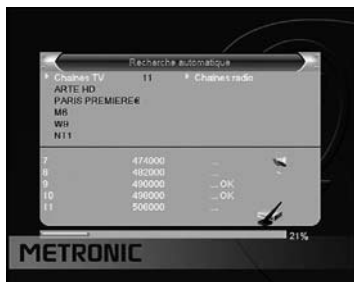 Recherche automatique
Chaînes TV 11 Chaînes radio
ARTE HD
PARIS PREMIERE€
M6
W9
NT1
7 474000 ...
8 482000 ...
9 490000 ...OK
10 498000 ...OK
11 506000 ...
21%
METRONIC